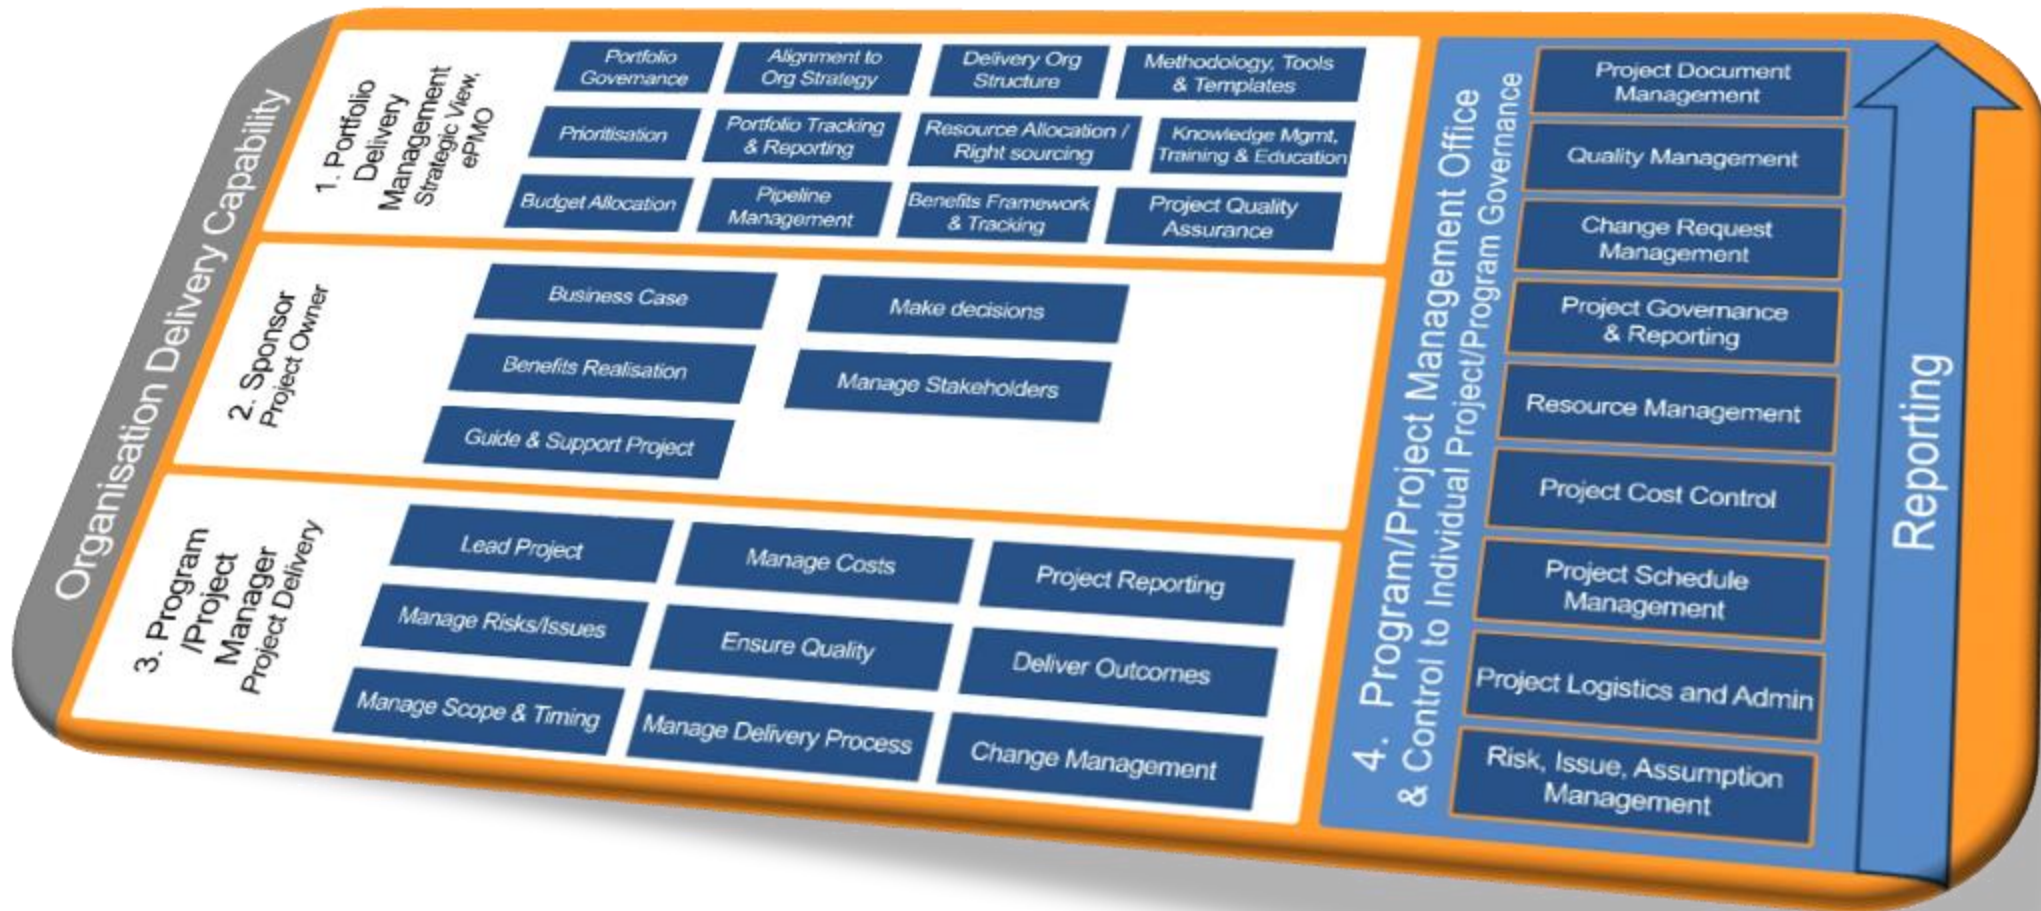 Organisation Delivery Capability
1. Portfolio
Delivery
Management
Strategic View,
ePMO
Portfolio
Governance
Alignment to
Org Strategy
Delivery Org
Structure
Methodology, Tools
& Templates
Prioritisation
Portfolio Tracking
& Reporting
Resource Allocation /
Right sourcing
Knowledge Mgmt,
Training & Education
Budget Allocation
Pipeline
Management
Benefits Framework
& Tracking
Project Quality
Assurance
2. Sponsor
Project Owner
Business Case
Make decisions
Benefits Realisation
Manage Stakeholders
Guide & Support Project
3. Program
/Project
Manager
Project Delivery
Lead Project
Manage Costs
Project Reporting
Manage Risks/Issues
Ensure Quality
Deliver Outcomes
Manage Scope & Timing
Manage Delivery Process
Change Management
4. Program/Project Management Office
& Control to Individual Project/Program Governance
Project Document
Management
Quality Management
Change Request
Management
Project Governance
& Reporting
Resource Management
Project Cost Control
Project Schedule
Management
Project Logistics and Admin
Risk, Issue, Assumption
Management
Reporting